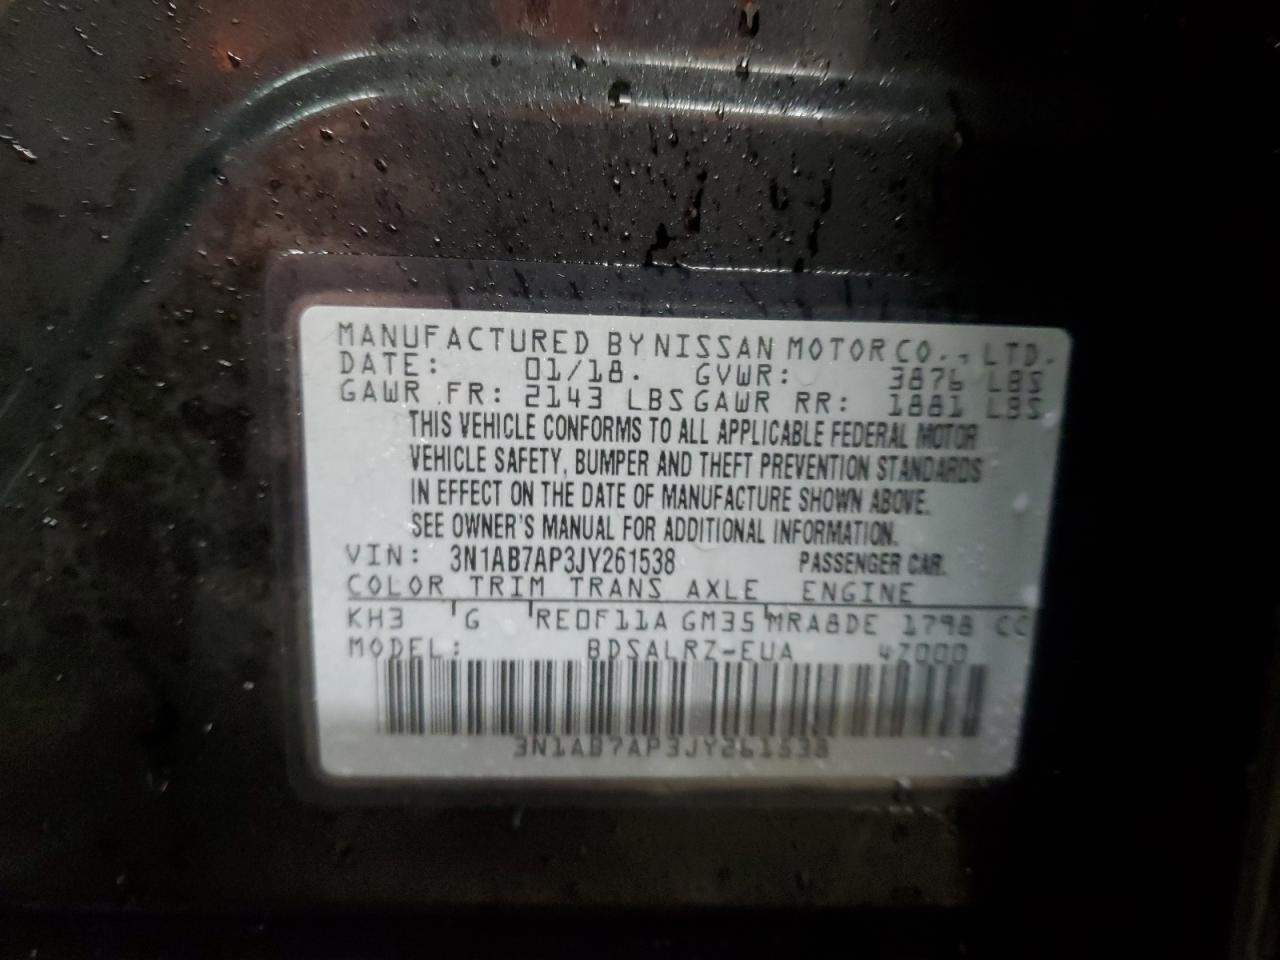 MANUFACTURED BY NISSAN MOTOR CO., LTD.
DATE: 01/18. GVWR: 3876 LBS
GAWR FR: 2143 LBS GAWR RR: 1881 LBS
THIS VEHICLE CONFORMS TO ALL APPLICABLE FEDERAL MOTOR
VEHICLE SAFETY, BUMPER AND THEFT PREVENTION STANDARDS
IN EFFECT ON THE DATE OF MANUFACTURE SHOWN ABOVE.
SEE OWNER'S MANUAL FOR ADDITIONAL INFORMATION.
VIN: 3N1AB7AP3JY261538 PASSENGER CAR.
COLOR TRIM TRANS AXLE ENGINE
KH3 G RE0F11A GM35 MRA8DE 1798 CC
MODEL: BDSALRZ-EUA 47000
3N1AB7AP3JY261538